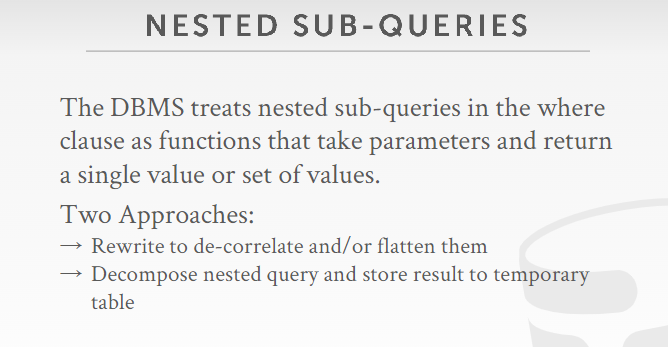 NESTED SUB-QUERIES
The DBMS treats nested sub-queries in the where
clause as functions that take parameters and return
a single value or set of values.
Two Approaches:
→ Rewrite to de-correlate and/or flatten them
→ Decompose nested query and store result to temporary
table